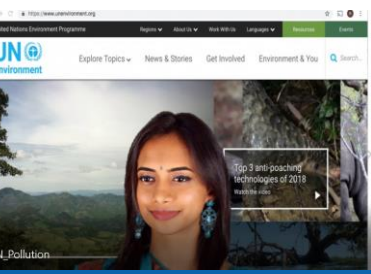 https://www.unenvironment.org
United Nations Environment Programme Regions About Us Work With Us Languages Resources Events
UN
environment
Explore Topics News & Stories Get Involved Environment & You Search...
Top 3 anti-poaching
technologies of 2018
Watch the video
N_Pollution